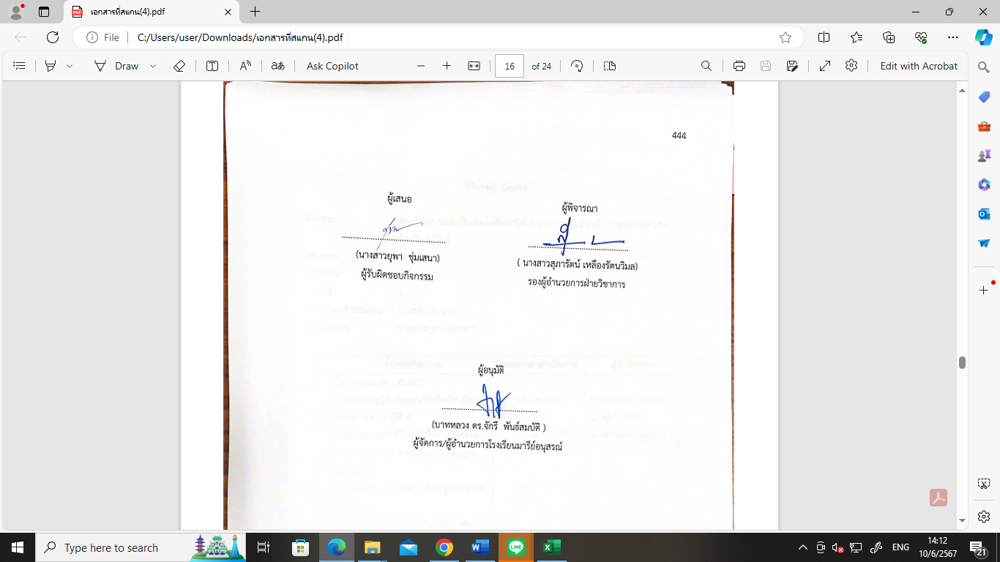 เอกสารที่สแกน(4).pdf
File
C:/Users/user/Downloads/เอกสารที่สแกน(4).pdf
Draw
Ask Copilot
16
of 24
Edit with Acrobat
444
ผู้เสนอ
(นางสาวยุพา ชุ่มเสนา)
ผู้รับผิดชอบกิจกรรม
ผู้พิจารณา
( นางสาวสุภารัตน์ เหลืองรัตนวิมล)
รองผู้อำนวยการฝ่ายวิชาการ
ผู้อนุมัติ
(บาทหลวง ดร.จักรี พันธ์สมบัติ )
ผู้จัดการ/ผู้อำนวยการโรงเรียนมารีย์อนุสรณ์
Type here to search
ENG
14:12
10/6/2567
21